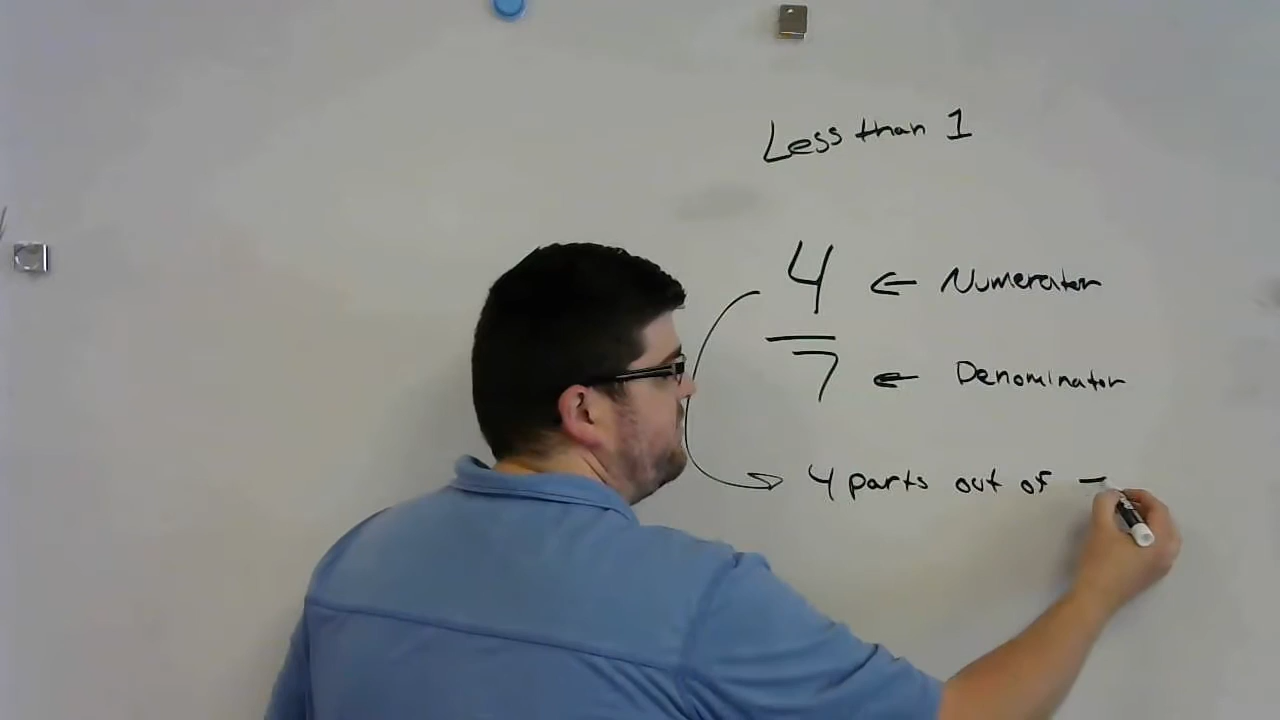 Less than 1
4 ← Numerator
7 ← Denominator
4 parts out of